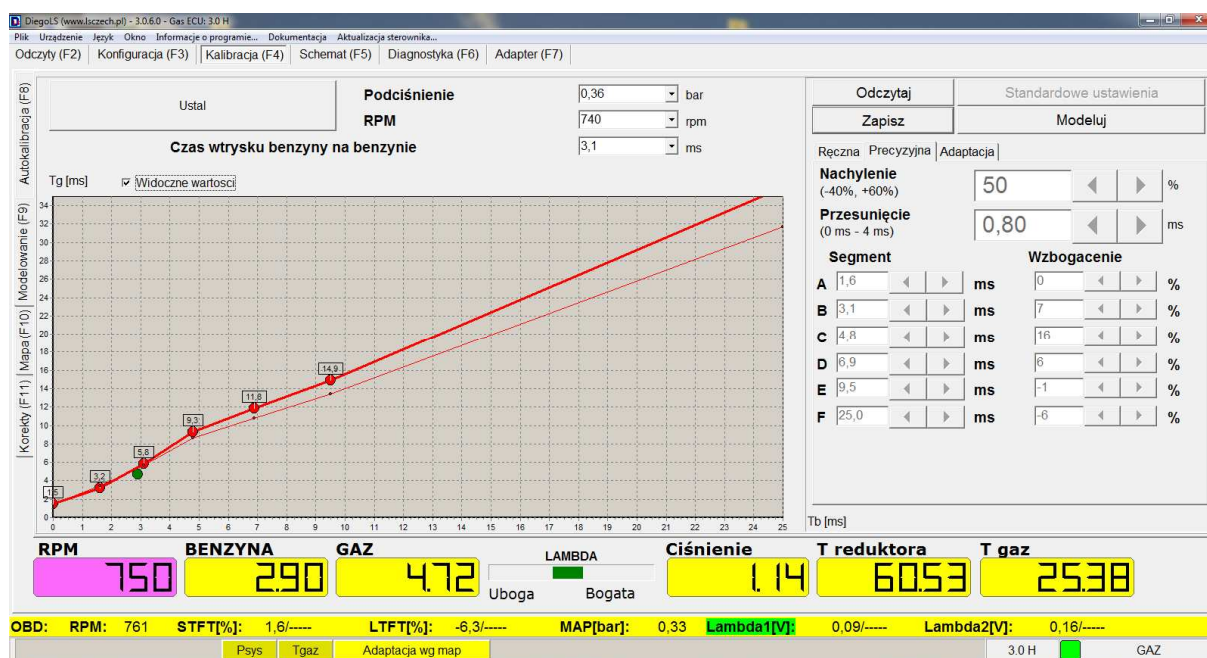 DiegoLS (www.lsczech.pl) - 3.0.6.0 - Gas ECU: 3.0 H
Plik Urządzenie Język Okno Informacje o programie... Dokumentacja Aktualizacja sterownika...
Odczyty (F2) Konfiguracja (F3) Kalibracja (F4) Schemat (F5) Diagnostyka (F6) Adapter (F7)
Autokalibracja (F8)
Modelowanie (F9)
Mapa (F10)
Korekty (F11)
Ustal
Podciśnienie 0,36 bar
RPM 740 rpm
Czas wtrysku benzyny na benzynie 3,1 ms
Tg [ms] Widoczne wartosci
34
32
30
28
26
24
22
20
18
16
14
12
10
8
6
4
2
0
1,5
3,2
5,8
9,3
11,8
14,9
0 1 2 3 4 5 6 7 8 9 10 11 12 13 14 15 16 17 18 19 20 21 22 23 24 25
Tb [ms]
Odczytaj Standardowe ustawienia
Zapisz Modeluj
Ręczna Precyzyjna Adaptacja
Nachylenie 50 %
(-40%, +60%)
Przesunięcie 0,80 ms
(0 ms - 4 ms)
Segment Wzbogacenie
A 1,6 ms 0 %
B 3,1 ms 7 %
C 4,8 ms 16 %
D 6,9 ms 6 %
E 9,5 ms -1 %
F 25,0 ms -6 %
RPM BENZYNA GAZ LAMBDA Ciśnienie T reduktora T gaz
750 2.90 4.72 1.14 60.53 25.38
Uboga Bogata
OBD: RPM: 761 STFT[%]: 1,6/----- LTFT[%]: -6,3/----- MAP[bar]: 0,33 Lambda1[V]: 0,09/----- Lambda2[V]: 0,16/-----
Psys Tgaz Adaptacja wg map 3.0 H GAZ